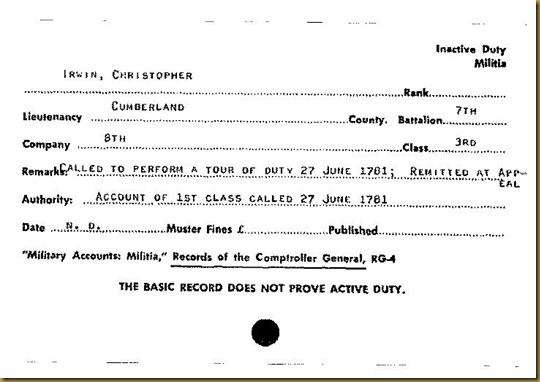 Inactive Duty
Militia
IRWIN, CHRISTOPHER
Rank
Lieutenancy CUMBERLAND County. Battalion 7TH
Company 8TH Class 3RD
Remarks: CALLED TO PERFORM A TOUR OF DUTY 27 JUNE 1781; REMITTED AT APP-
EAL
Authority: ACCOUNT OF 1ST CLASS CALLED 27 JUNE 1781
Date N. D. Muster Fines £ Published
"Military Accounts: Militia," Records of the Comptroller General, RG-4
THE BASIC RECORD DOES NOT PROVE ACTIVE DUTY.